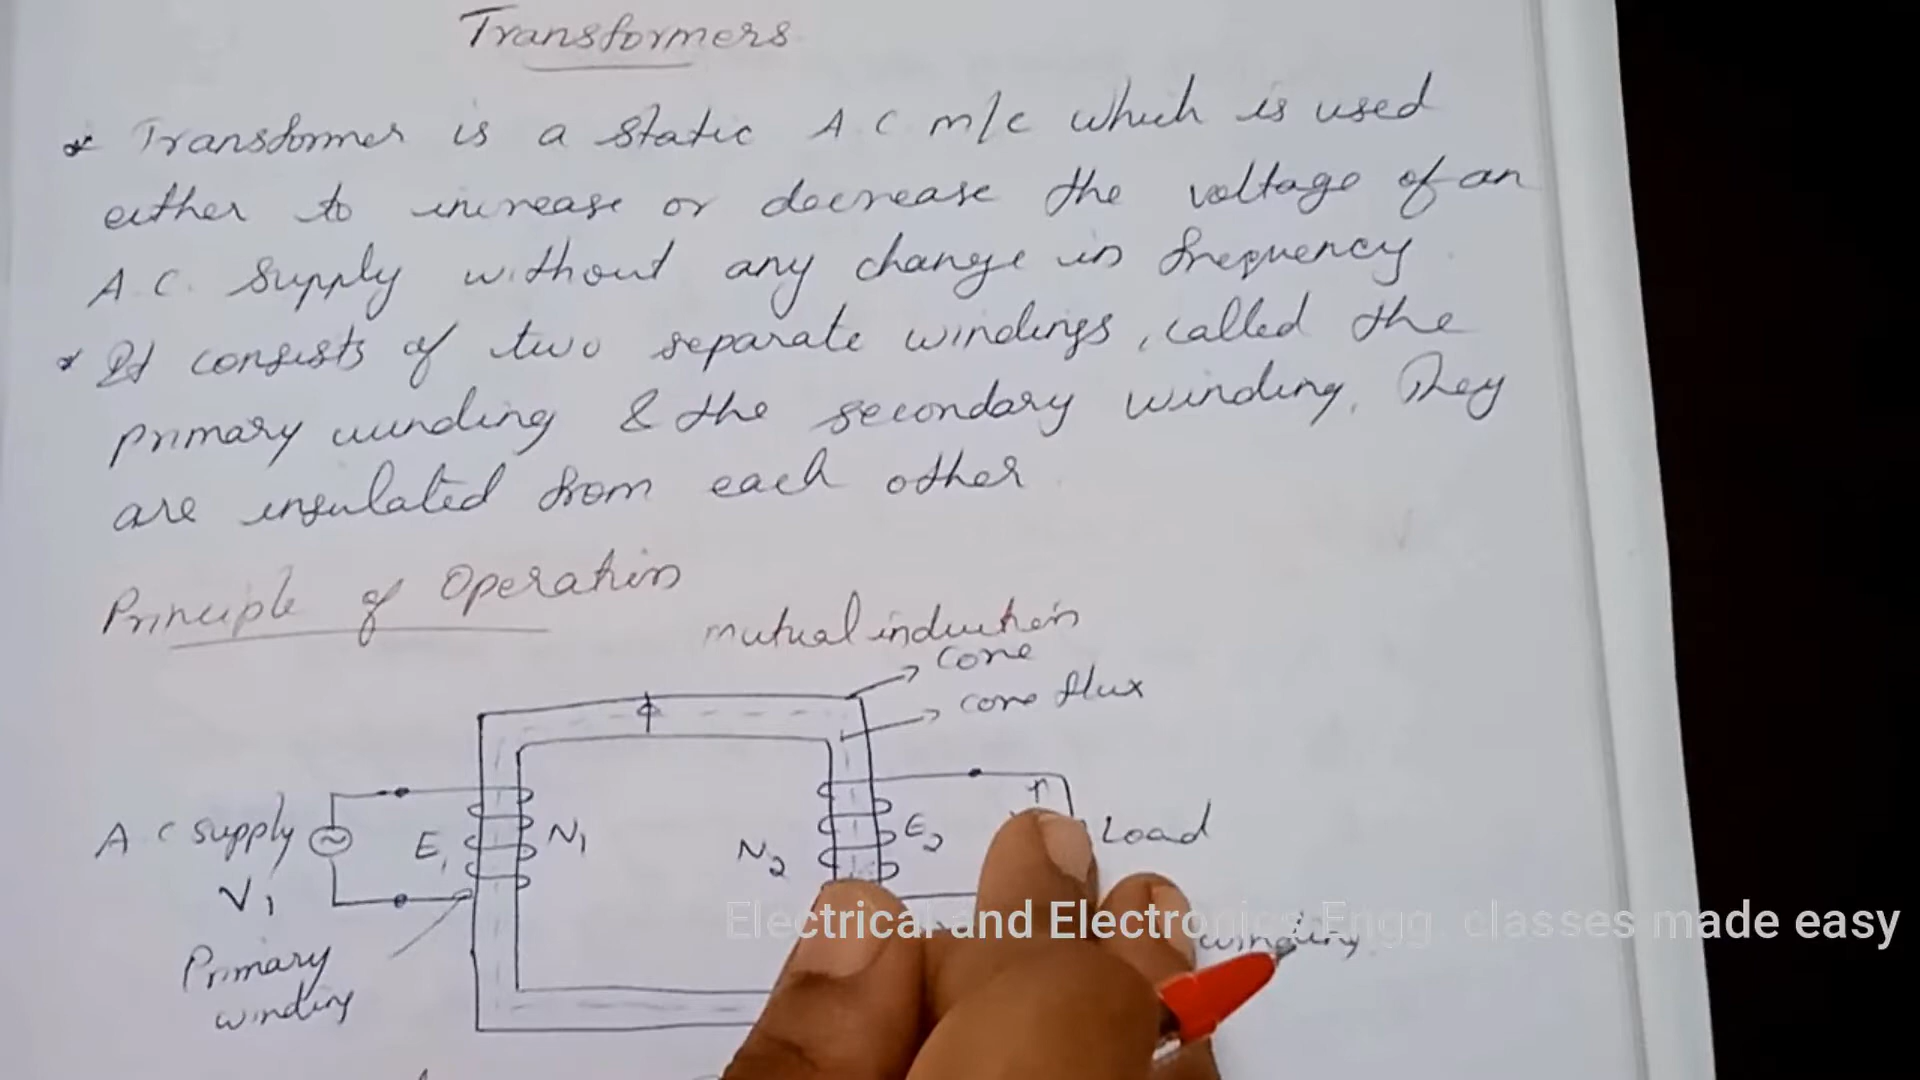 Transformers
* Transformer is a static A C m/c which is used
either to increase or decrease the voltage of an
A.C. Supply without any change in frequency.
* It consists of two separate windings, called the
primary winding & the secondary winding. They
are insulated from each other.
Principle of Operation
mutual induction
core
core flux
ϕ
A C supply
E1
N1
N2
E2
Load
V1
Electrical and Electronics Engg. classes made easy
winding
Primary
winding